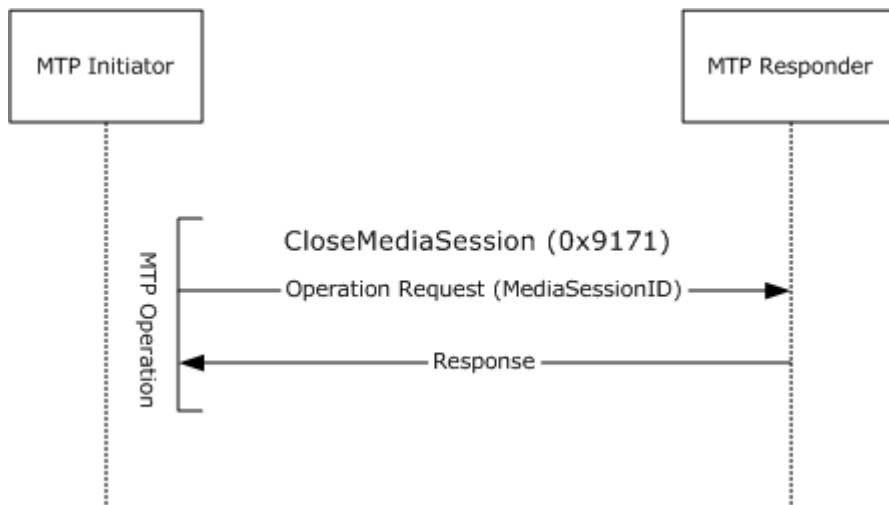 MTP Initiator
MTP Responder
CloseMediaSession (0x9171)
MTP Operation
Operation Request (MediaSessionID)
Response